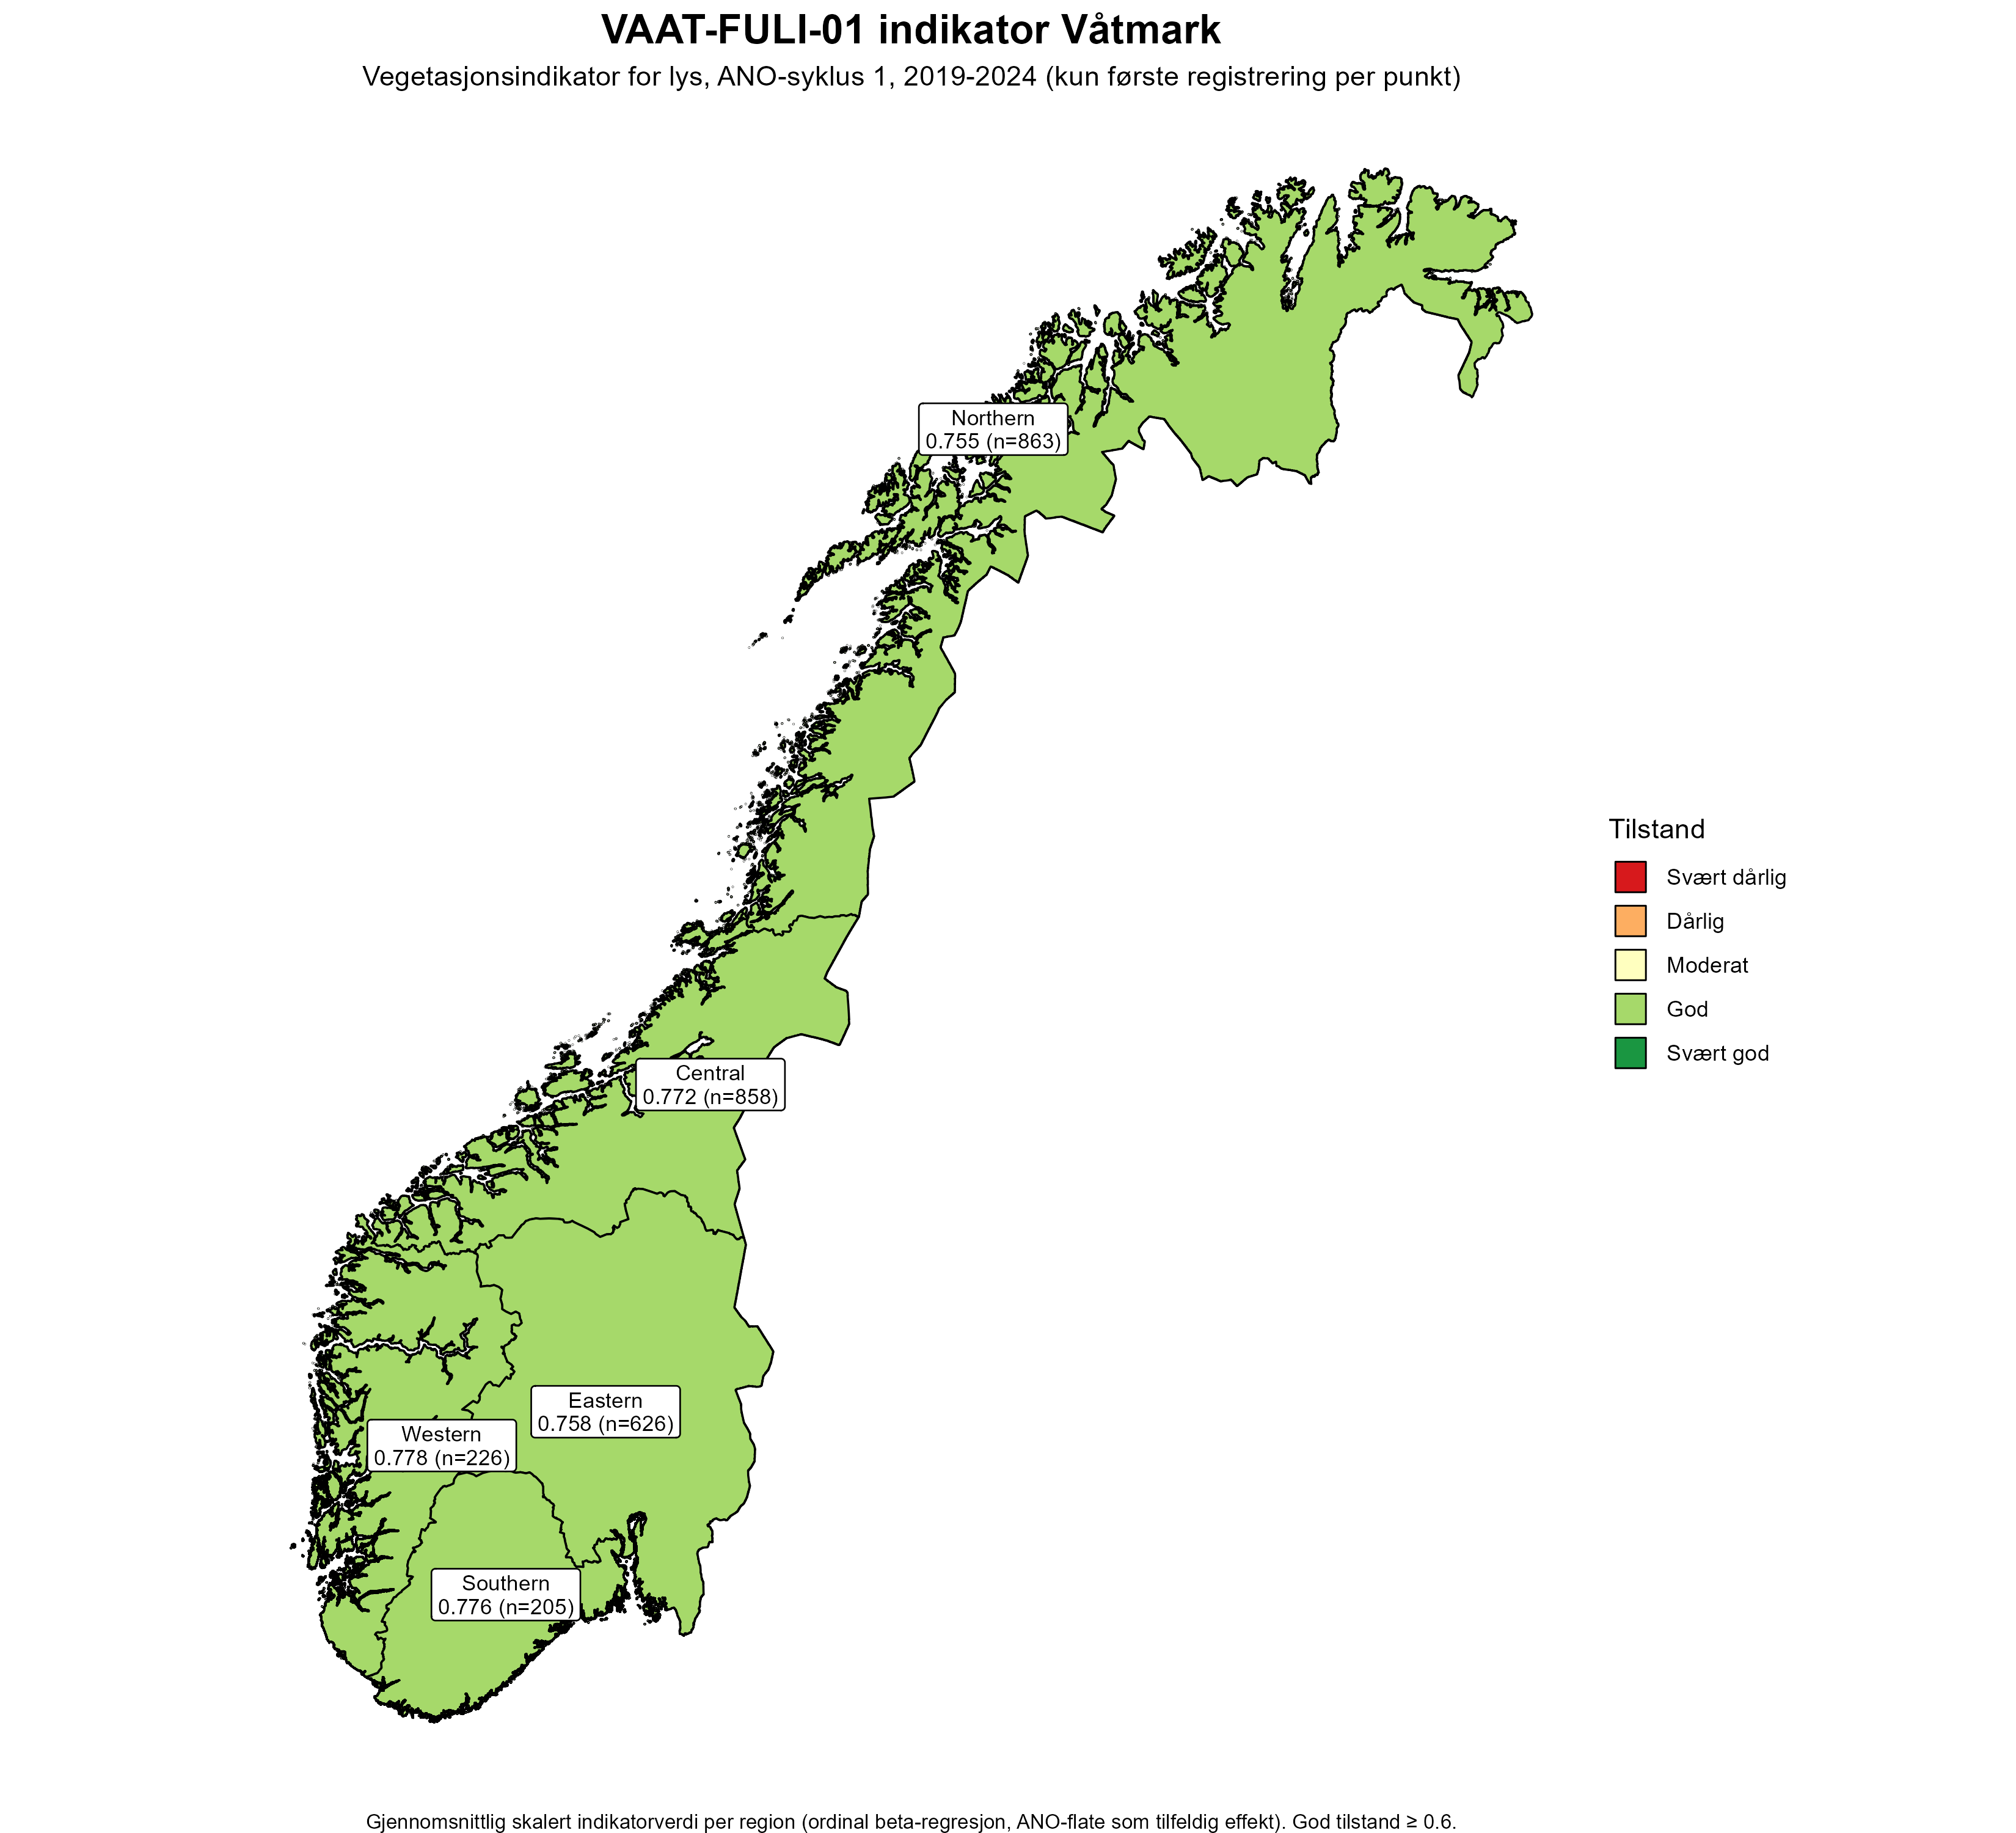 VAAT-FULI-01 indikator Våtmark
Vegetasjonsindikator for lys, ANO-syklus 1, 2019-2024 (kun første registrering per punkt)
Northern
0.755 (n=863)
Tilstand
Svært dårlig
Dårlig
Moderat
God
Svært god
Central
0.772 (n=858)
Eastern
0.758 (n=626)
Western
0.778 (n=226)
Southern
0.776 (n=205)
Gjennomsnittlig skalert indikatorverdi per region (ordinal beta-regresjon, ANO-flate som tilfeldig effekt). God tilstand ≥ 0.6.